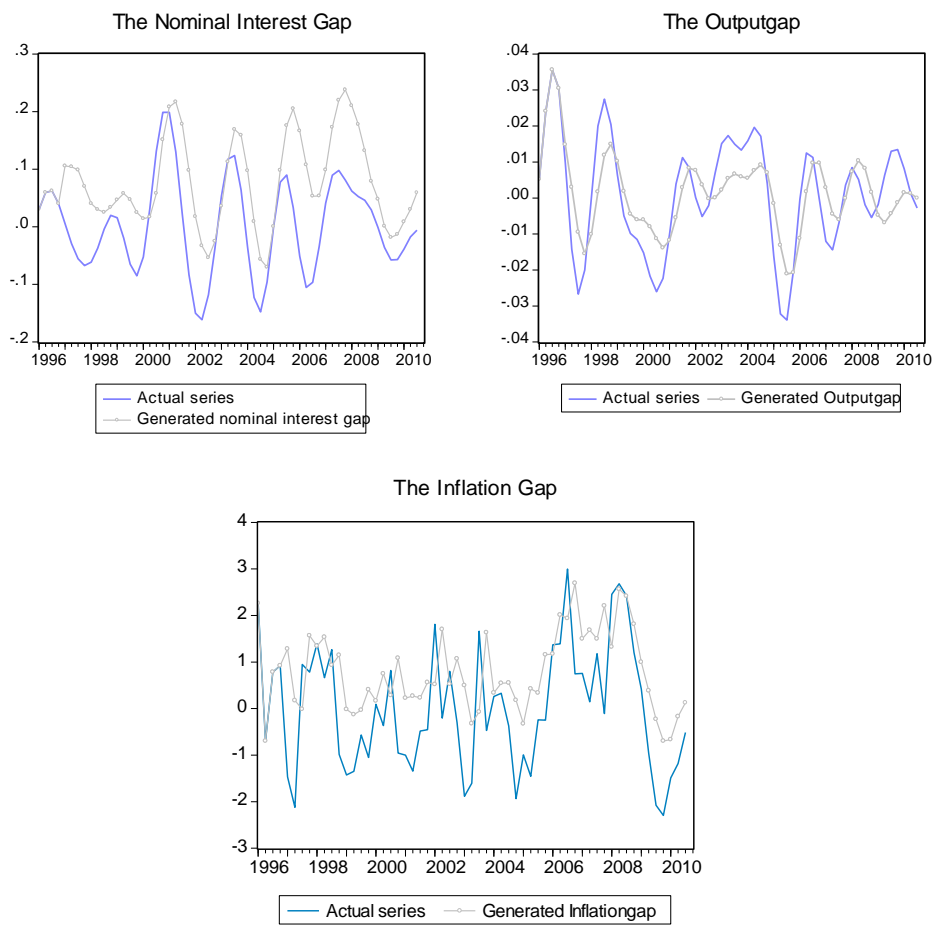 The Nominal Interest Gap
.3
.2
.1
.0
-.1
-.2
1996 1998 2000 2002 2004 2006 2008 2010
Actual series
Generated nominal interest gap
The Outputgap
.04
.03
.02
.01
.00
-.01
-.02
-.03
-.04
1996 1998 2000 2002 2004 2006 2008 2010
Actual series Generated Outputgap
The Inflation Gap
4
3
2
1
0
-1
-2
-3
1996 1998 2000 2002 2004 2006 2008 2010
Actual series Generated Inflationgap